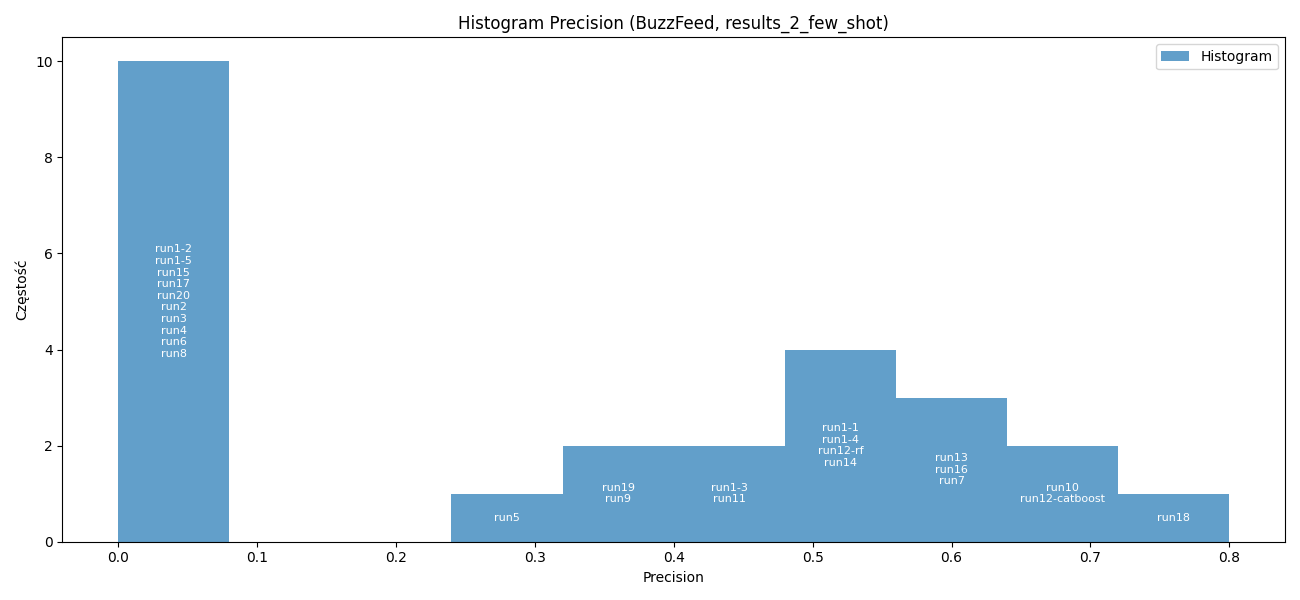 Histogram Precision (BuzzFeed, results_2_few_shot)
Histogram
Częstość
10
8
6
4
2
0
run1-2
run1-5
run15
run17
run20
run2
run3
run4
run6
run8
run5
run19
run9
run1-3
run11
run1-1
run1-4
run12-rf
run14
run13
run16
run7
run10
run12-catboost
run18
0.0 0.1 0.2 0.3 0.4 0.5 0.6 0.7 0.8
Precision